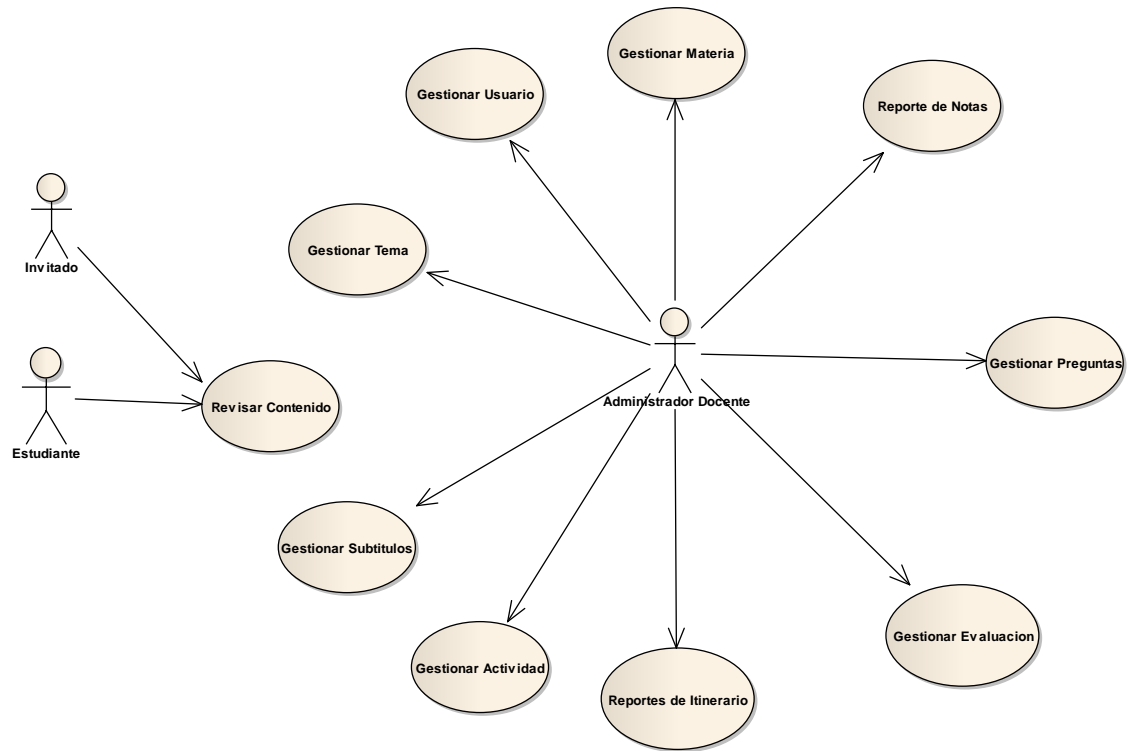 Gestionar Materia
Gestionar Usuario
Reporte de Notas
Gestionar Tema
Invitado
Gestionar Preguntas
Administrador Docente
Revisar Contenido
Estudiante
Gestionar Subtitulos
Gestionar Evaluacion
Gestionar Actividad
Reportes de Itinerario